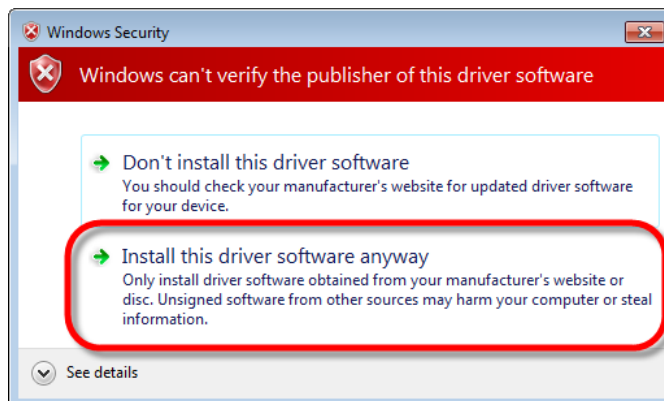 Windows Security
Windows can't verify the publisher of this driver software
Don't install this driver software
You should check your manufacturer's website for updated driver software
for your device.
Install this driver software anyway
Only install driver software obtained from your manufacturer's website or
disc. Unsigned software from other sources may harm your computer or steal
information.
See details